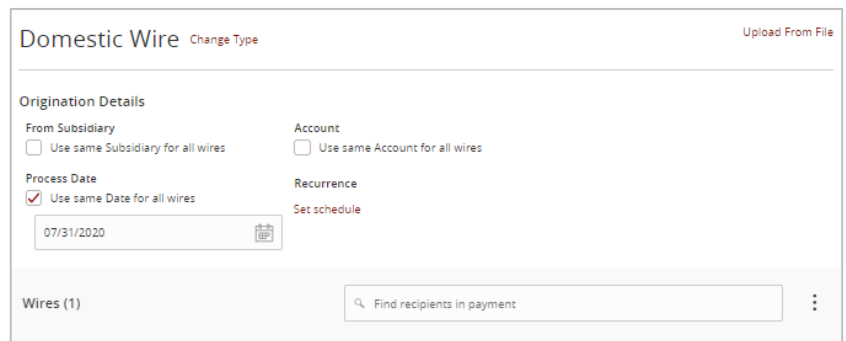 Domestic Wire Change Type Upload From File
Origination Details
From Subsidiary Account
Use same Subsidiary for all wires Use same Account for all wires
Process Date Recurrence
Use same Date for all wires
Set schedule
07/31/2020
Wires (1) Find recipients in payment